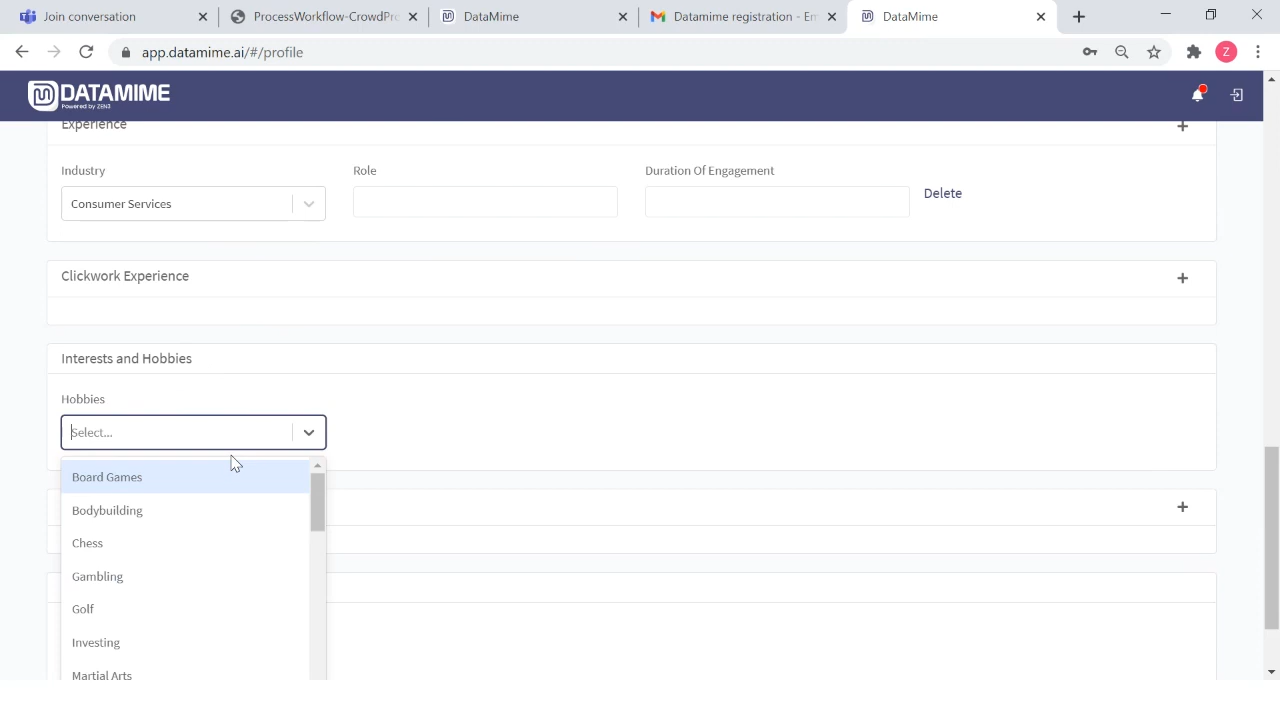 Join conversation
ProcessWorkflow-CrowdPro
DataMime
Datamime registration - Em
DataMime
app.datamime.ai/#/profile
Z
DATAMIME
Powered by ZEN3
Experience
Industry
Role
Duration Of Engagement
Consumer Services
Delete
Clickwork Experience
Interests and Hobbies
Hobbies
Select...
Board Games
Bodybuilding
Chess
Gambling
Golf
Investing
Martial Arts